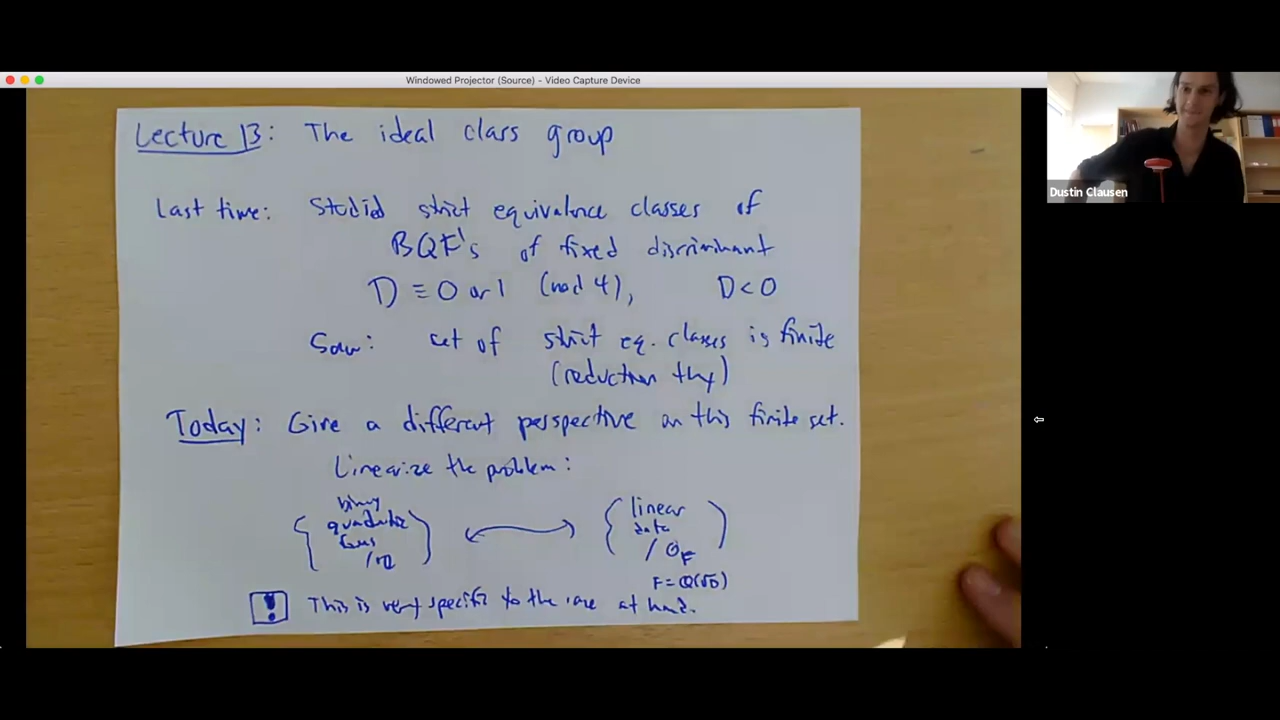 Windowed Projector (Source) - Video Capture Device
Lecture 13: The ideal class group
Dustin Clausen
Last time: Studied strict equivalence classes of
BQF's of fixed discriminant
D ≡ 0 or 1 (mod 4), D < 0
Saw: set of strict eq. classes is finite
(reduction thy)
Today: Give a different perspective on this finite set.
Linearize the problem:
{ binary quadratic forms /ℤ } ↔ { linear data / O_F }
F = Q(√D)
! This is very specific to the case at hand.